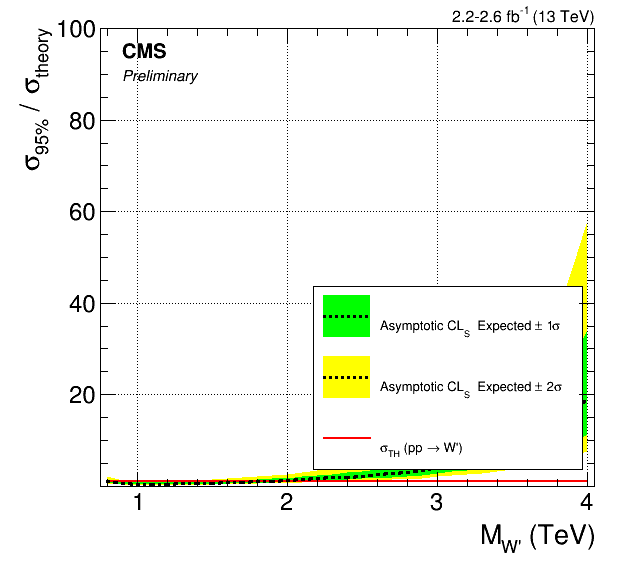 2.2-2.6 fb⁻¹ (13 TeV)
CMS
Preliminary
σ95% / σtheory
100
80
60
40
20
Asymptotic CLS Expected ± 1σ
Asymptotic CLS Expected ± 2σ
σTH (pp → W')
1 2 3 4
MW' (TeV)